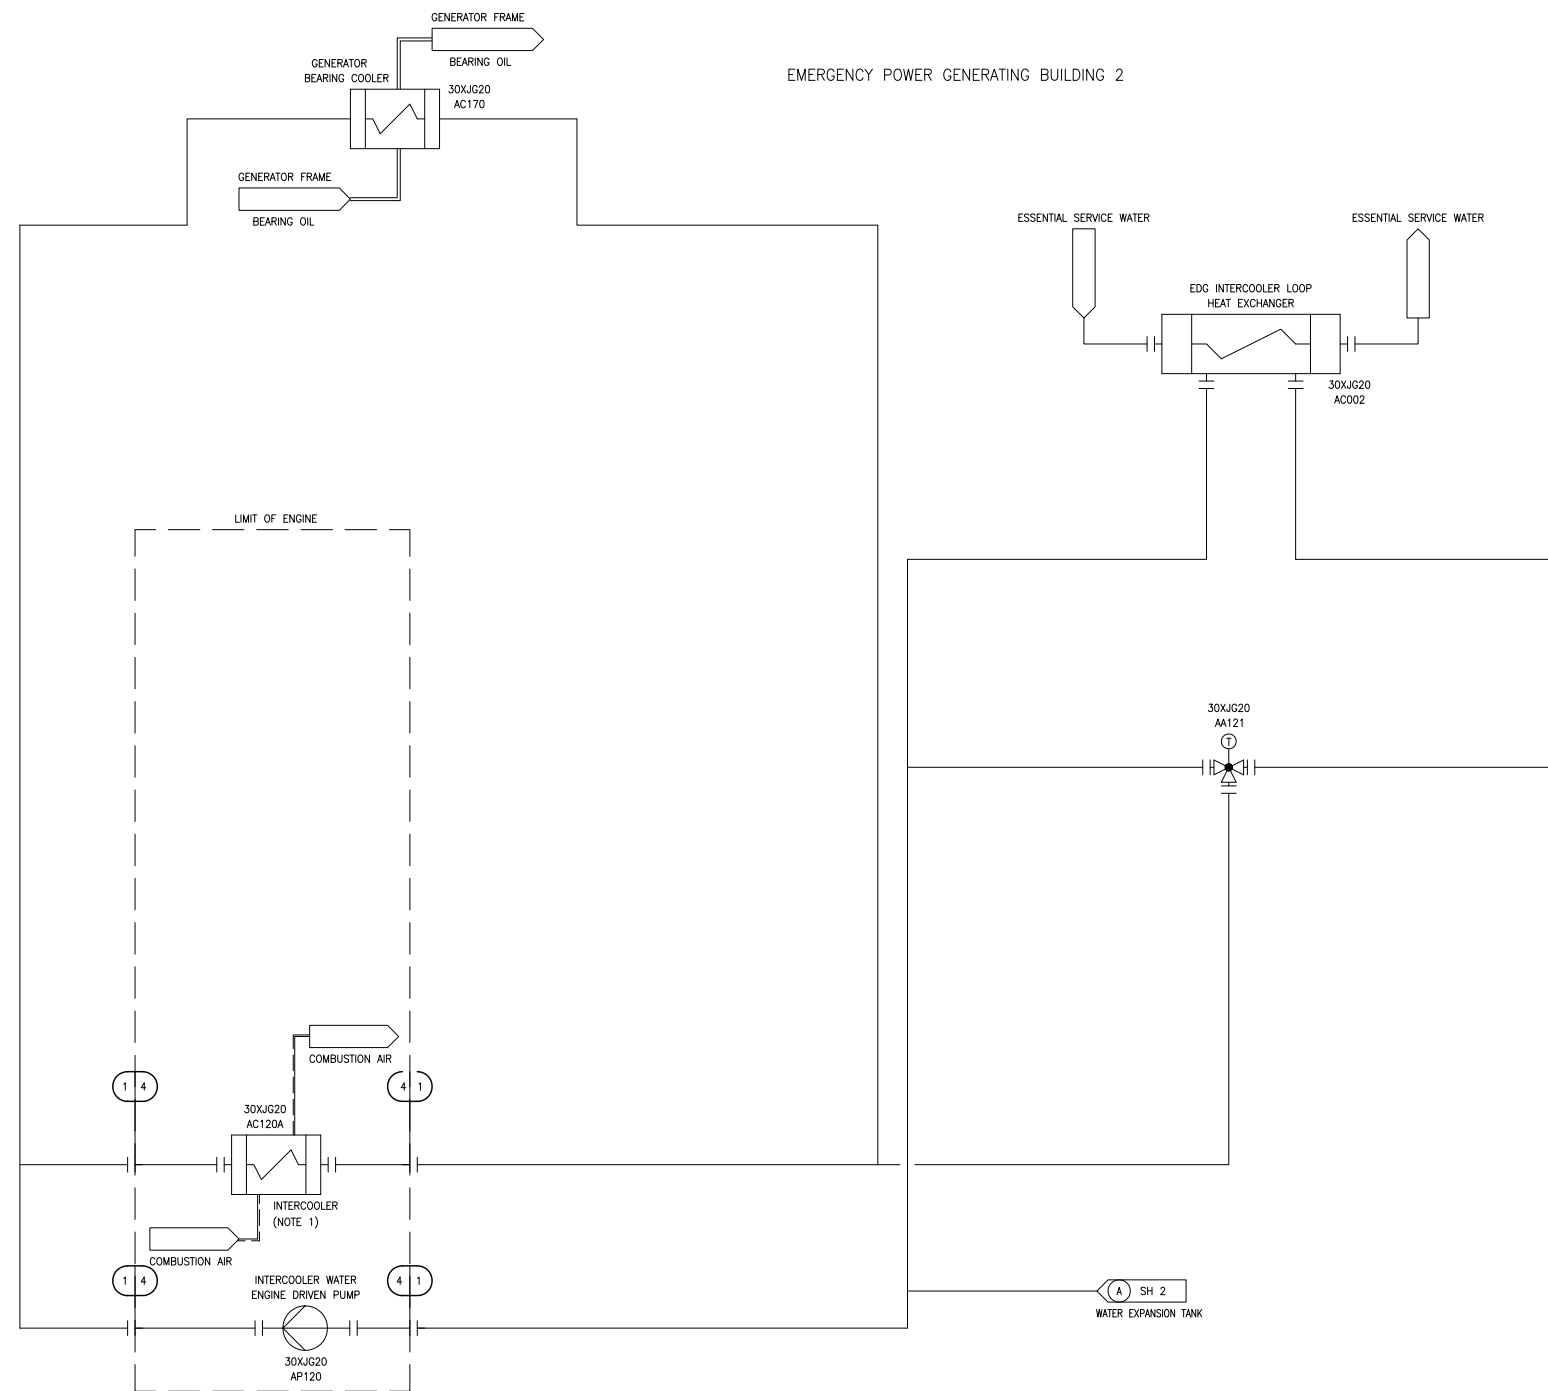 GENERATOR FRAME
BEARING OIL
GENERATOR
BEARING COOLER
30XJG20
AC170
EMERGENCY POWER GENERATING BUILDING 2
GENERATOR FRAME
BEARING OIL
ESSENTIAL SERVICE WATER
ESSENTIAL SERVICE WATER
EDG INTERCOOLER LOOP
HEAT EXCHANGER
30XJG20
AC002
LIMIT OF ENGINE
30XJG20
AA121
T
COMBUSTION AIR
1 4
4 1
30XJG20
AC120A
INTERCOOLER
(NOTE 1)
COMBUSTION AIR
1 4
4 1
INTERCOOLER WATER
ENGINE DRIVEN PUMP
30XJG20
AP120
A SH 2
WATER EXPANSION TANK